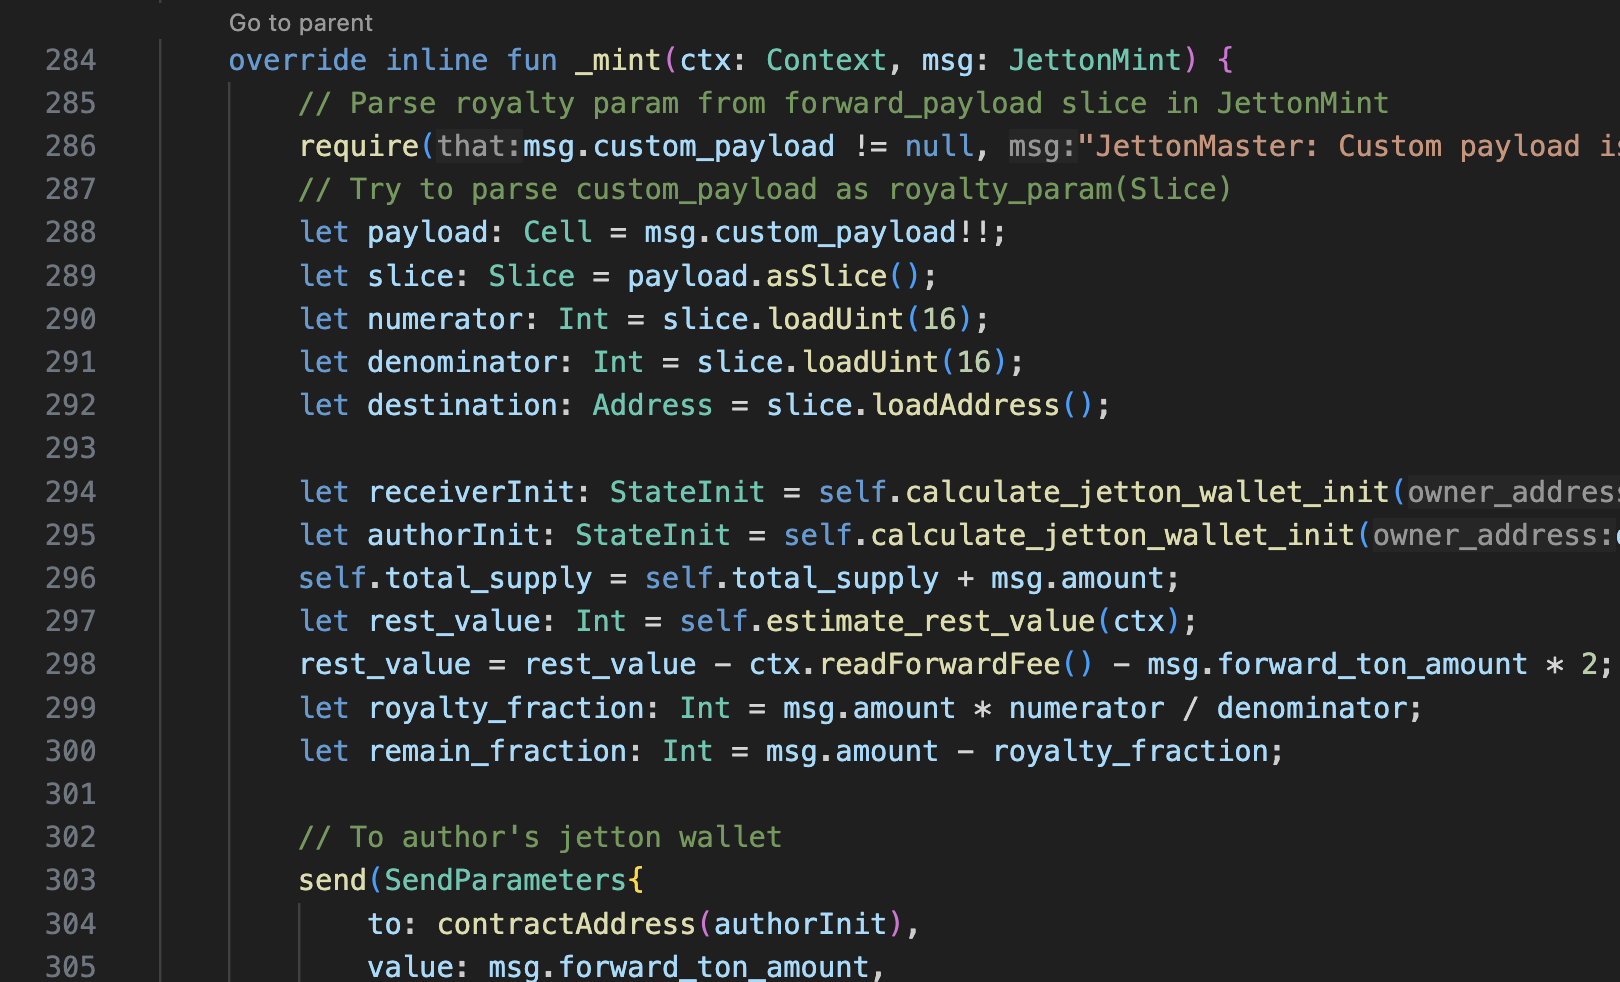 Go to parent
284 override inline fun _mint(ctx: Context, msg: JettonMint) {
285 // Parse royalty param from forward_payload slice in JettonMint
286 require(that:msg.custom_payload != null, msg:"JettonMaster: Custom payload is
287 // Try to parse custom_payload as royalty_param(Slice)
288 let payload: Cell = msg.custom_payload!!;
289 let slice: Slice = payload.asSlice();
290 let numerator: Int = slice.loadUint(16);
291 let denominator: Int = slice.loadUint(16);
292 let destination: Address = slice.loadAddress();
293
294 let receiverInit: StateInit = self.calculate_jetton_wallet_init(owner_address
295 let authorInit: StateInit = self.calculate_jetton_wallet_init(owner_address:
296 self.total_supply = self.total_supply + msg.amount;
297 let rest_value: Int = self.estimate_rest_value(ctx);
298 rest_value = rest_value - ctx.readForwardFee() - msg.forward_ton_amount * 2;
299 let royalty_fraction: Int = msg.amount * numerator / denominator;
300 let remain_fraction: Int = msg.amount - royalty_fraction;
301
302 // To author's jetton wallet
303 send(SendParameters{
304 to: contractAddress(authorInit),
305 value: msg.forward_ton_amount,